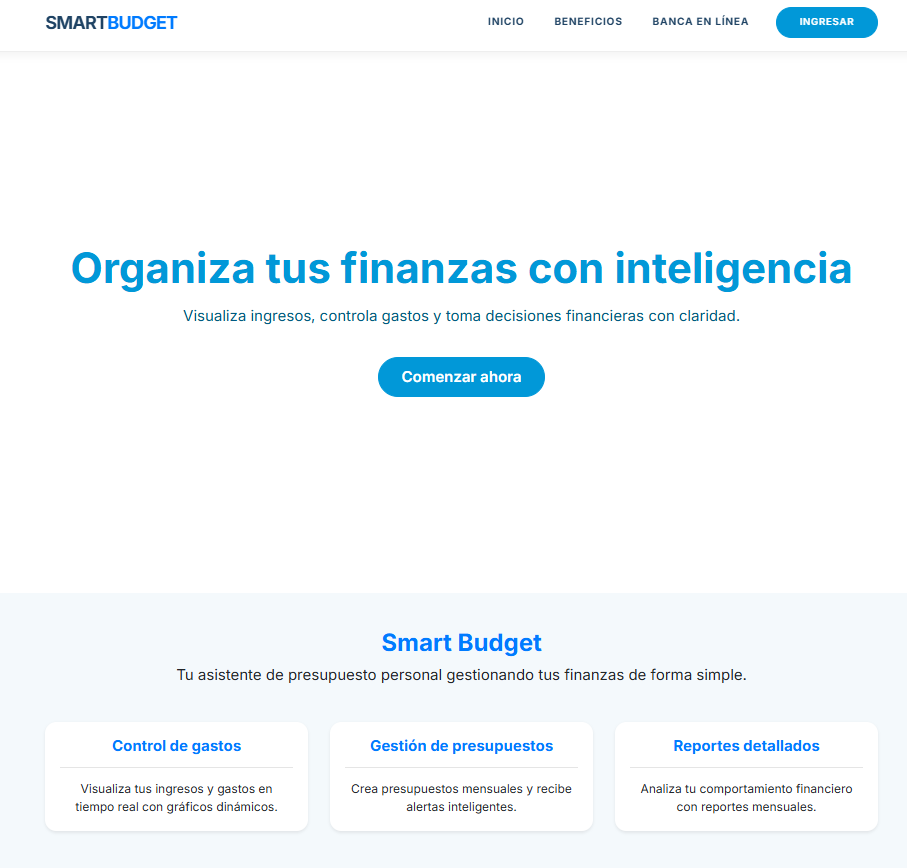 SMARTBUDGET
INICIO
BENEFICIOS
BANCA EN LÍNEA
INGRESAR
Organiza tus finanzas con inteligencia
Visualiza ingresos, controla gastos y toma decisiones financieras con claridad.
Comenzar ahora
Smart Budget
Tu asistente de presupuesto personal gestionando tus finanzas de forma simple.
Control de gastos
Visualiza tus ingresos y gastos en
tiempo real con gráficos dinámicos.
Gestión de presupuestos
Crea presupuestos mensuales y recibe
alertas inteligentes.
Reportes detallados
Analiza tu comportamiento financiero
con reportes mensuales.